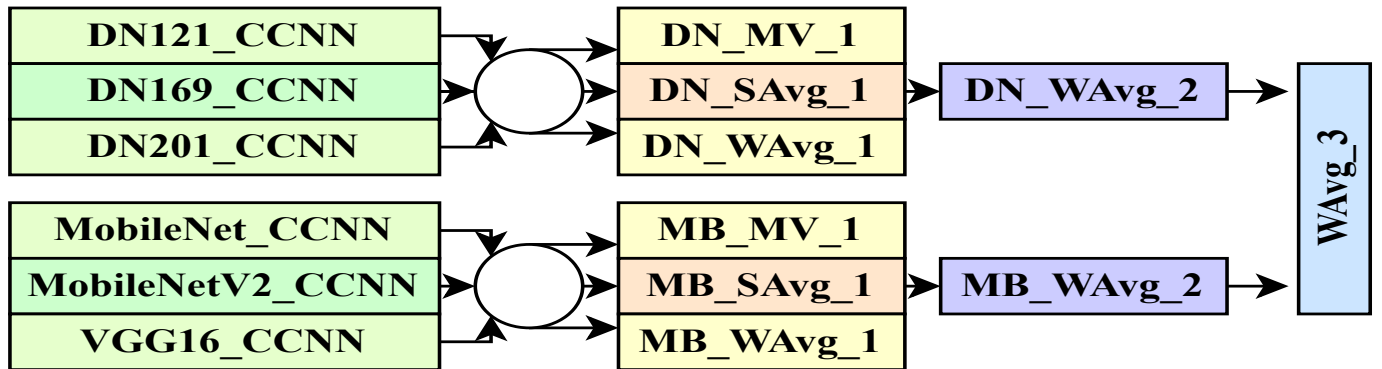 DN121_CCNN
DN169_CCNN
DN201_CCNN
DN_MV_1
DN_SAvg_1
DN_WAvg_1
DN_WAvg_2
MobileNet_CCNN
MobileNetV2_CCNN
VGG16_CCNN
MB_MV_1
MB_SAvg_1
MB_WAvg_1
MB_WAvg_2
WAvg_3